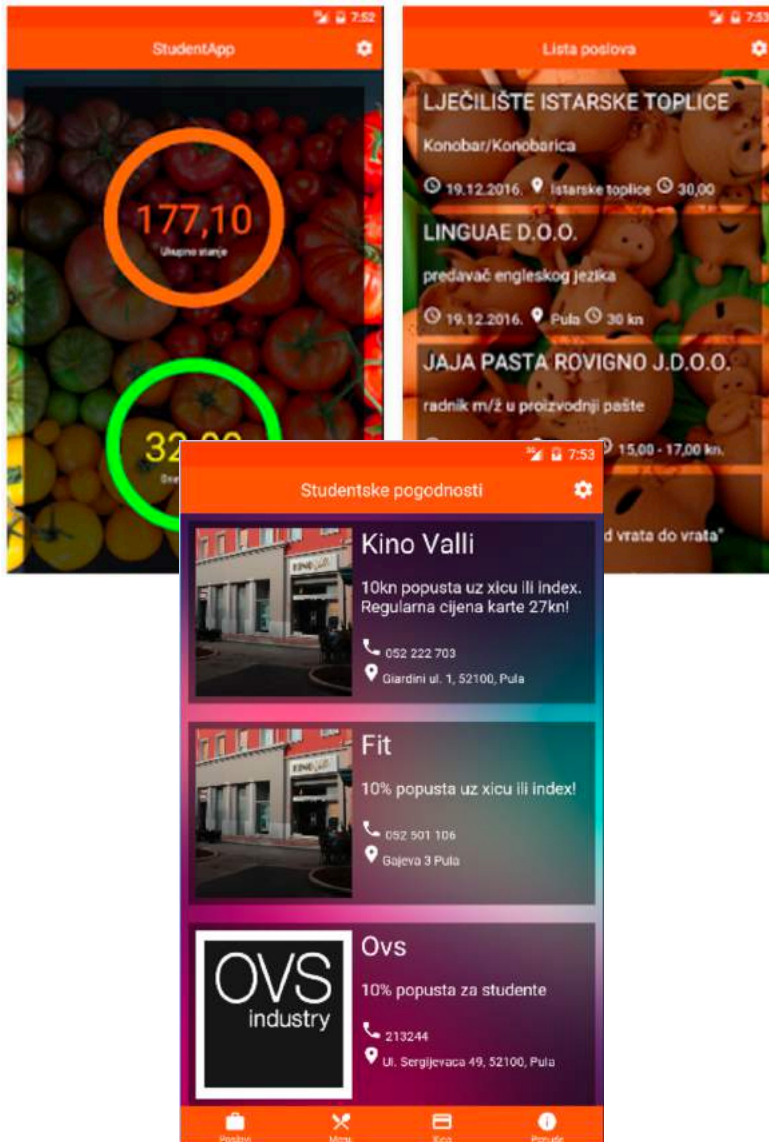 7:52
StudentApp
177,10
Ukupno stanje
7:53
Lista poslova
LJEČILIŠTE ISTARSKE TOPLICE
Konobar/Konobarica
19.12.2016. Istarske toplice 30,00
LINGUAE D.O.O.
predavač engleskog jezika
19.12.2016. Pula 30 kn
JAJA PASTA ROVIGNO J.D.O.O.
radnik m/ž u proizvodnji pašte
15,00 - 17,00 kn.
d vrata do vrata"
7:53
Studentske pogodnosti
Kino Valli
10kn popusta uz xicu ili index.
Regularna cijena karte 27kn!
052 222 703
Giardini ul. 1, 52100, Pula
Fit
10% popusta uz xicu ili index!
052 501 106
Gajeva 3 Pula
OVS
industry
Ovs
10% popusta za studente
213244
Ul. Sergijevaca 49, 52100, Pula
Poslovi Menu Xica Ponude